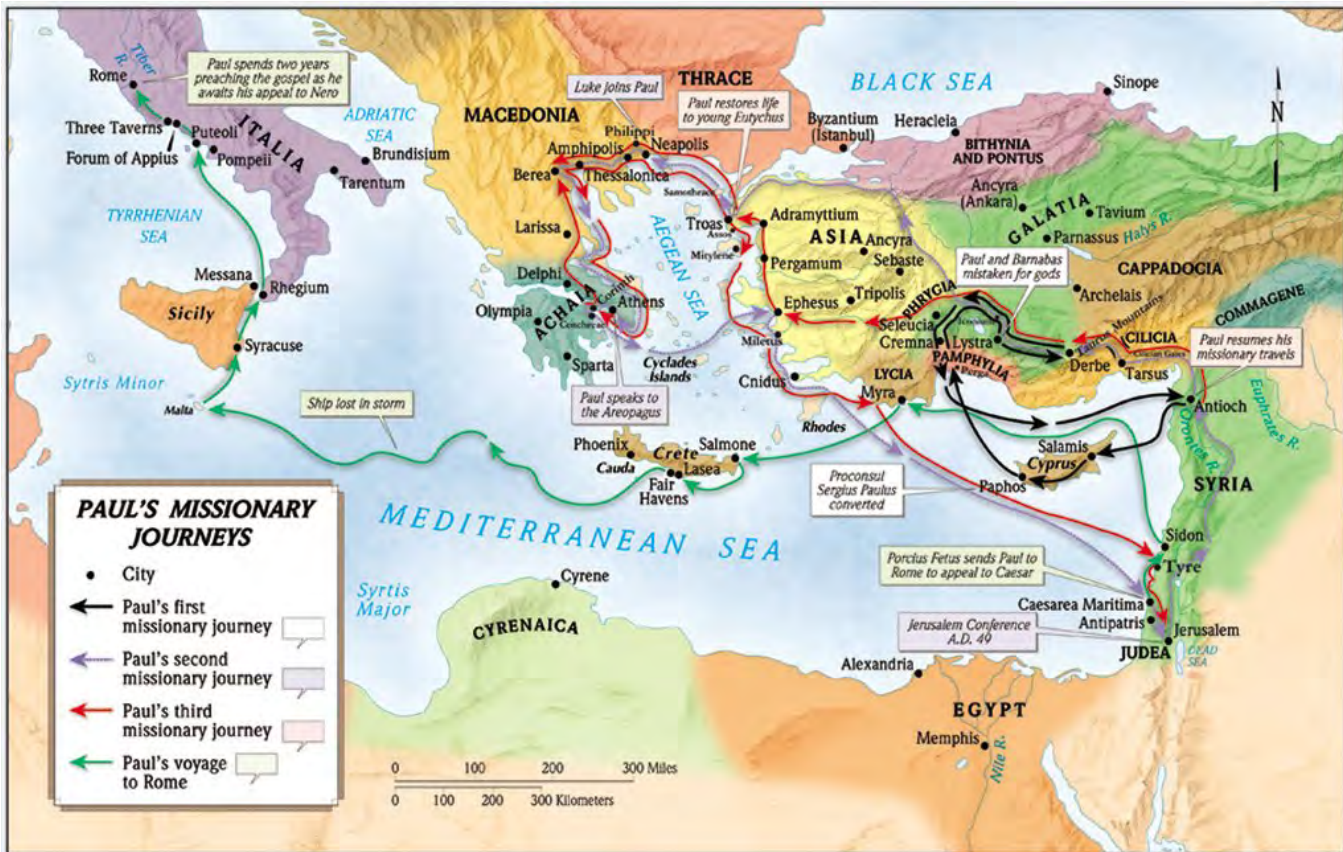 Tiber
R.
Rome
Paul spends two years
preaching the gospel as he
awaits his appeal to Nero
ITALIA
Three Taverns
Forum of Appius
Puteoli
Pompeii
ADRIATIC
SEA
Brundisium
Tarentum
TYRRHENIAN
SEA
Messana
Rhegium
Sicily
Syracuse
Sytris Minor
Malta
Ship lost in storm
MACEDONIA
THRACE
Luke joins Paul
Paul restores life
to young Eutychus
BLACK SEA
Sinope
Byzantium
(Istanbul)
Heracleia
BITHYNIA
AND PONTUS
Philippi
Neapolis
Amphipolis
Berea
Thessalonica
Samothrace
Larissa
AEGEAN SEA
Troas
Assos
Mitylene
Adramyttium
ASIA
Ancyra
Sebaste
Pergamum
Tripolis
Ephesus
Miletus
Ancyra
(Ankara)
GALATIA
Tavium
Parnassus
Halys R.
Paul and Barnabas
mistaken for gods
CAPPADOCIA
Archelais
COMMAGENE
PHRYGIA
Seleucia
Cremna
Lystra
PAMPHYLIA
Perga
Derbe
Taurus Mountains
CILICIA
Cilician Gates
Tarsus
Paul resumes his
missionary travels
Antioch
Orontes R.
Euphrates R.
Delphi
ACHAIA
Corinth
Athens
Olympia
Sparta
Cyclades
Islands
Paul speaks to
the Areopagus
Cnidus
Rhodes
LYCIA
Myra
Salamis
Cyprus
Paphos
Proconsul
Sergius Paulus
converted
SYRIA
Phoenix
Crete
Salmone
Cauda
Lasea
Fair
Havens
MEDITERRANEAN SEA
Sidon
Tyre
Porcius Fetus sends Paul to
Rome to appeal to Caesar
Caesarea Maritima
Antipatris
Jerusalem Conference
A.D. 49
Jerusalem
JUDEA
DEAD
SEA
Syrtis
Major
Cyrene
CYRENAICA
Alexandria
EGYPT
Memphis
Nile R.
N
PAUL'S MISSIONARY
JOURNEYS
City
Paul's first
missionary journey
Paul's second
missionary journey
Paul's third
missionary journey
Paul's voyage
to Rome
0 100 180 200 300 Miles
0 100 200 300 Kilometers